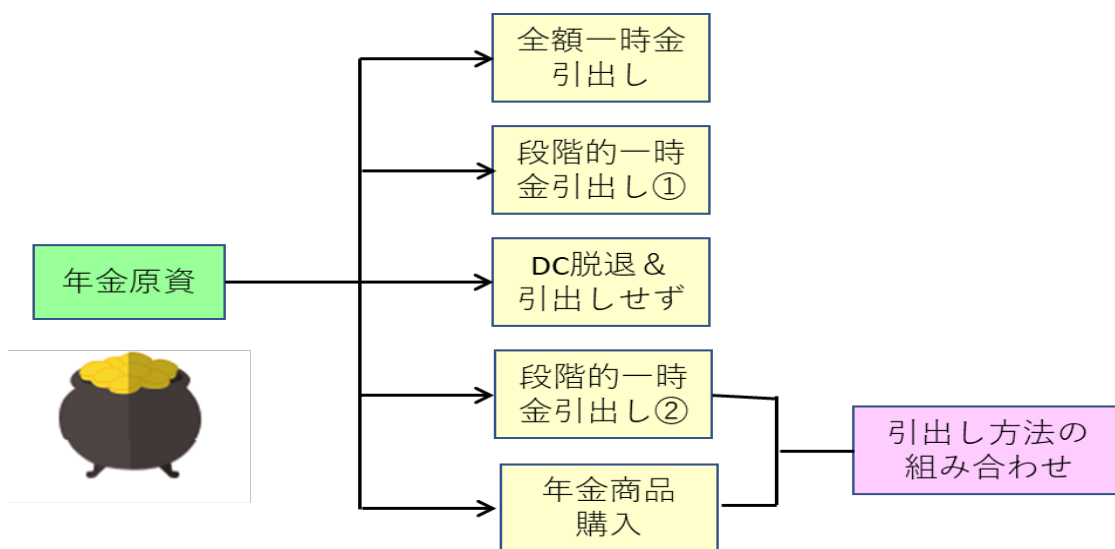 全額一時金
引出し
段階的一時
金引出し①
年金原資
DC脱退&
引出しせず
段階的一時
金引出し②
引出し方法の
組み合わせ
年金商品
購入